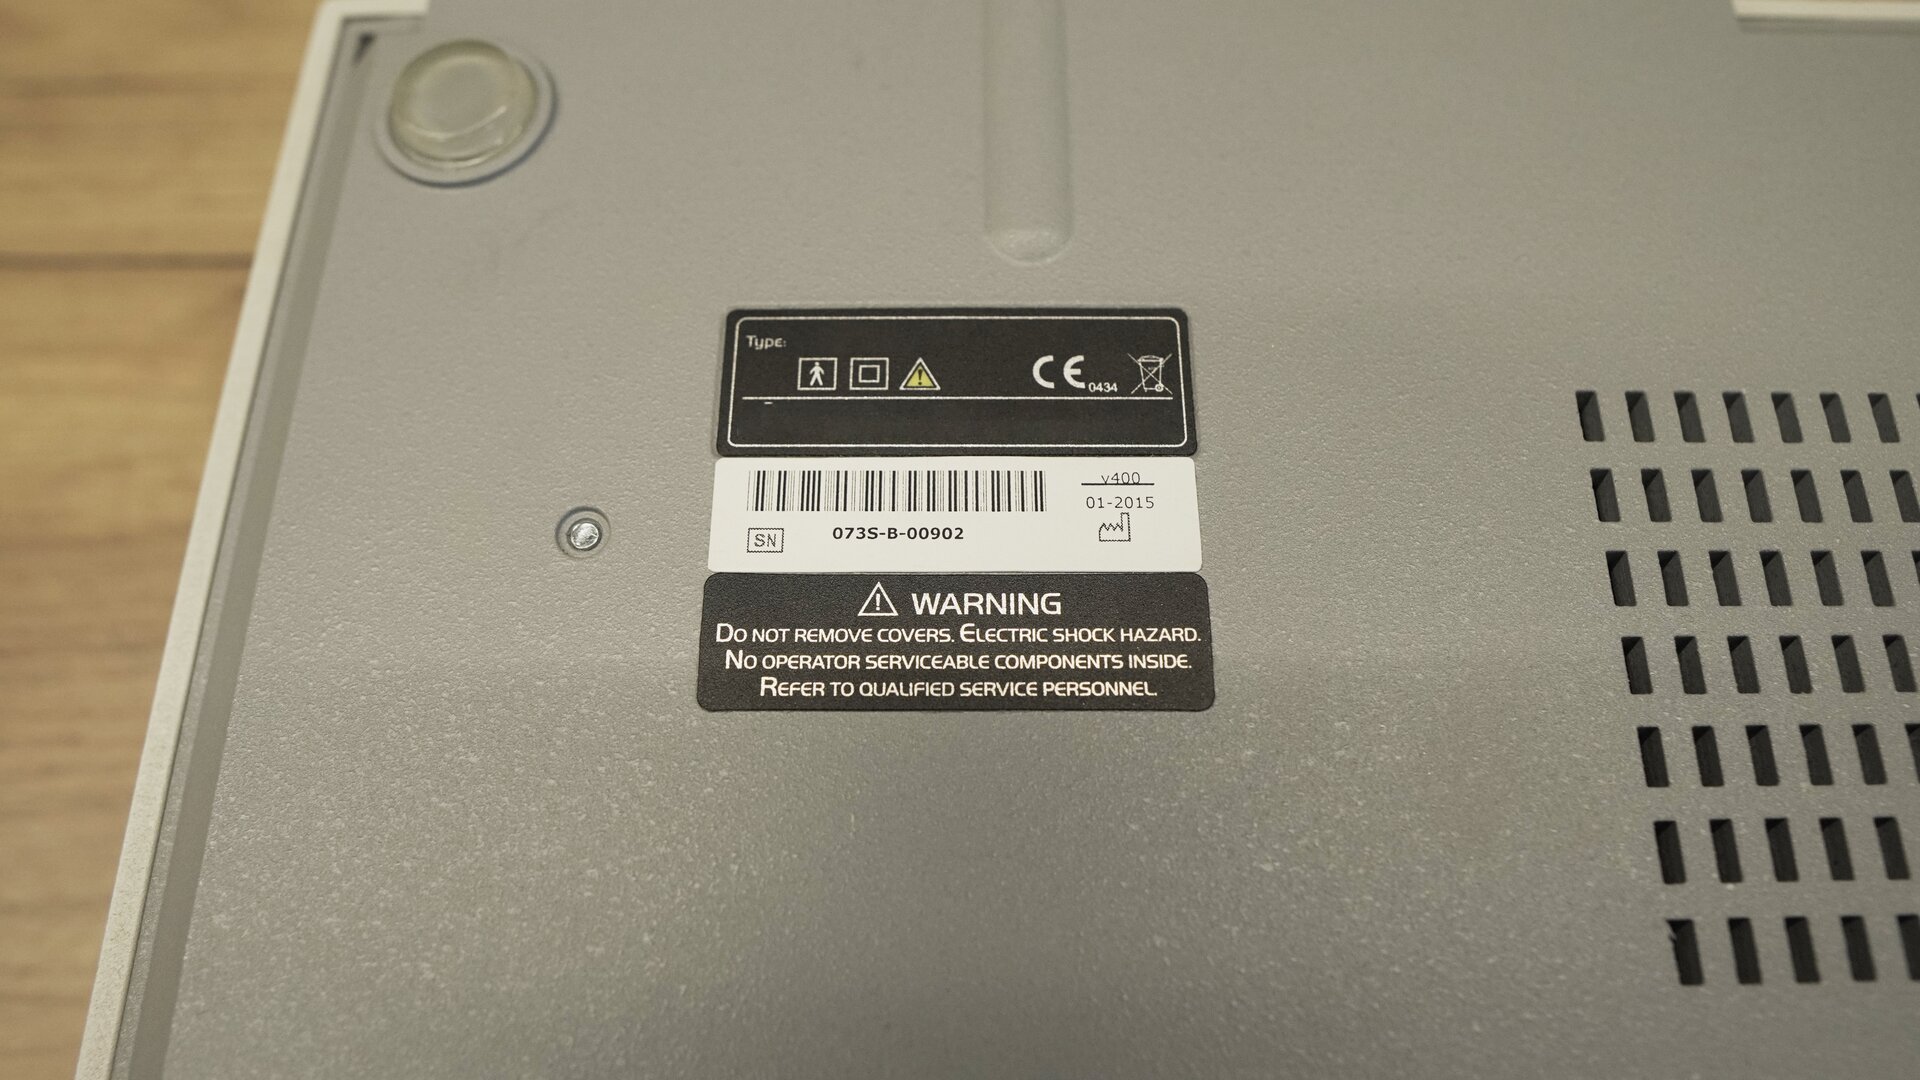 Type:
CE 0434
v400
01-2015
SN 073S-B-00902
WARNING
DO NOT REMOVE COVERS. ELECTRIC SHOCK HAZARD.
NO OPERATOR SERVICEABLE COMPONENTS INSIDE.
REFER TO QUALIFIED SERVICE PERSONNEL.